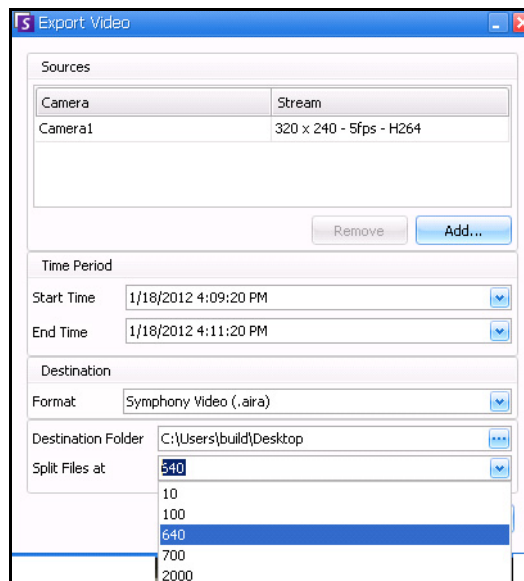 Export Video
Sources
Camera Stream
Camera1 320 x 240 - 5fps - H264
Remove Add...
Time Period
Start Time 1/18/2012 4:09:20 PM
End Time 1/18/2012 4:11:20 PM
Destination
Format Symphony Video (.aira)
Destination Folder C:\Users\build\Desktop ...
Split Files at 640
10
100
640
700
2000